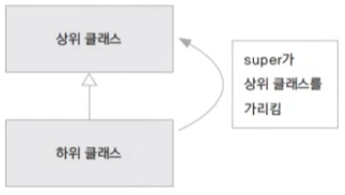 상위 클래스
super가
상위 클래스를
가리킴
하위 클래스